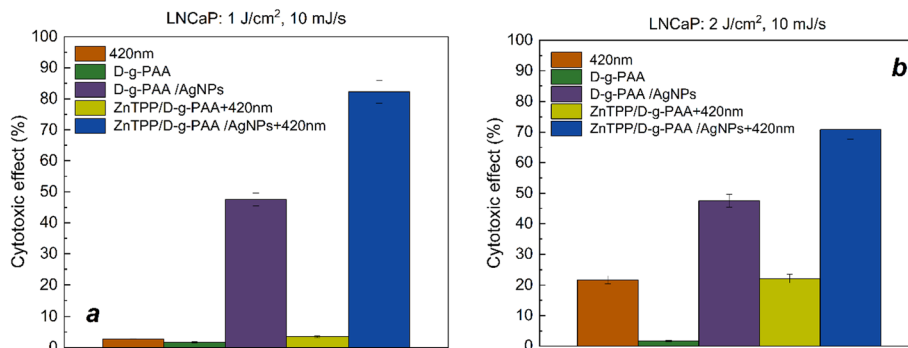 LNCaP: 1 J/cm², 10 mJ/s
100
90
80
70
60
50
40
30
20
10
0
Cytotoxic effect (%)
420nm
D-g-PAA
D-g-PAA /AgNPs
ZnTPP/D-g-PAA+420nm
ZnTPP/D-g-PAA /AgNPs+420nm
a
LNCaP: 2 J/cm², 10 mJ/s
100
90
80
70
60
50
40
30
20
10
0
Cytotoxic effect (%)
420nm
D-g-PAA
D-g-PAA /AgNPs
ZnTPP/D-g-PAA+420nm
ZnTPP/D-g-PAA /AgNPs+420nm
b